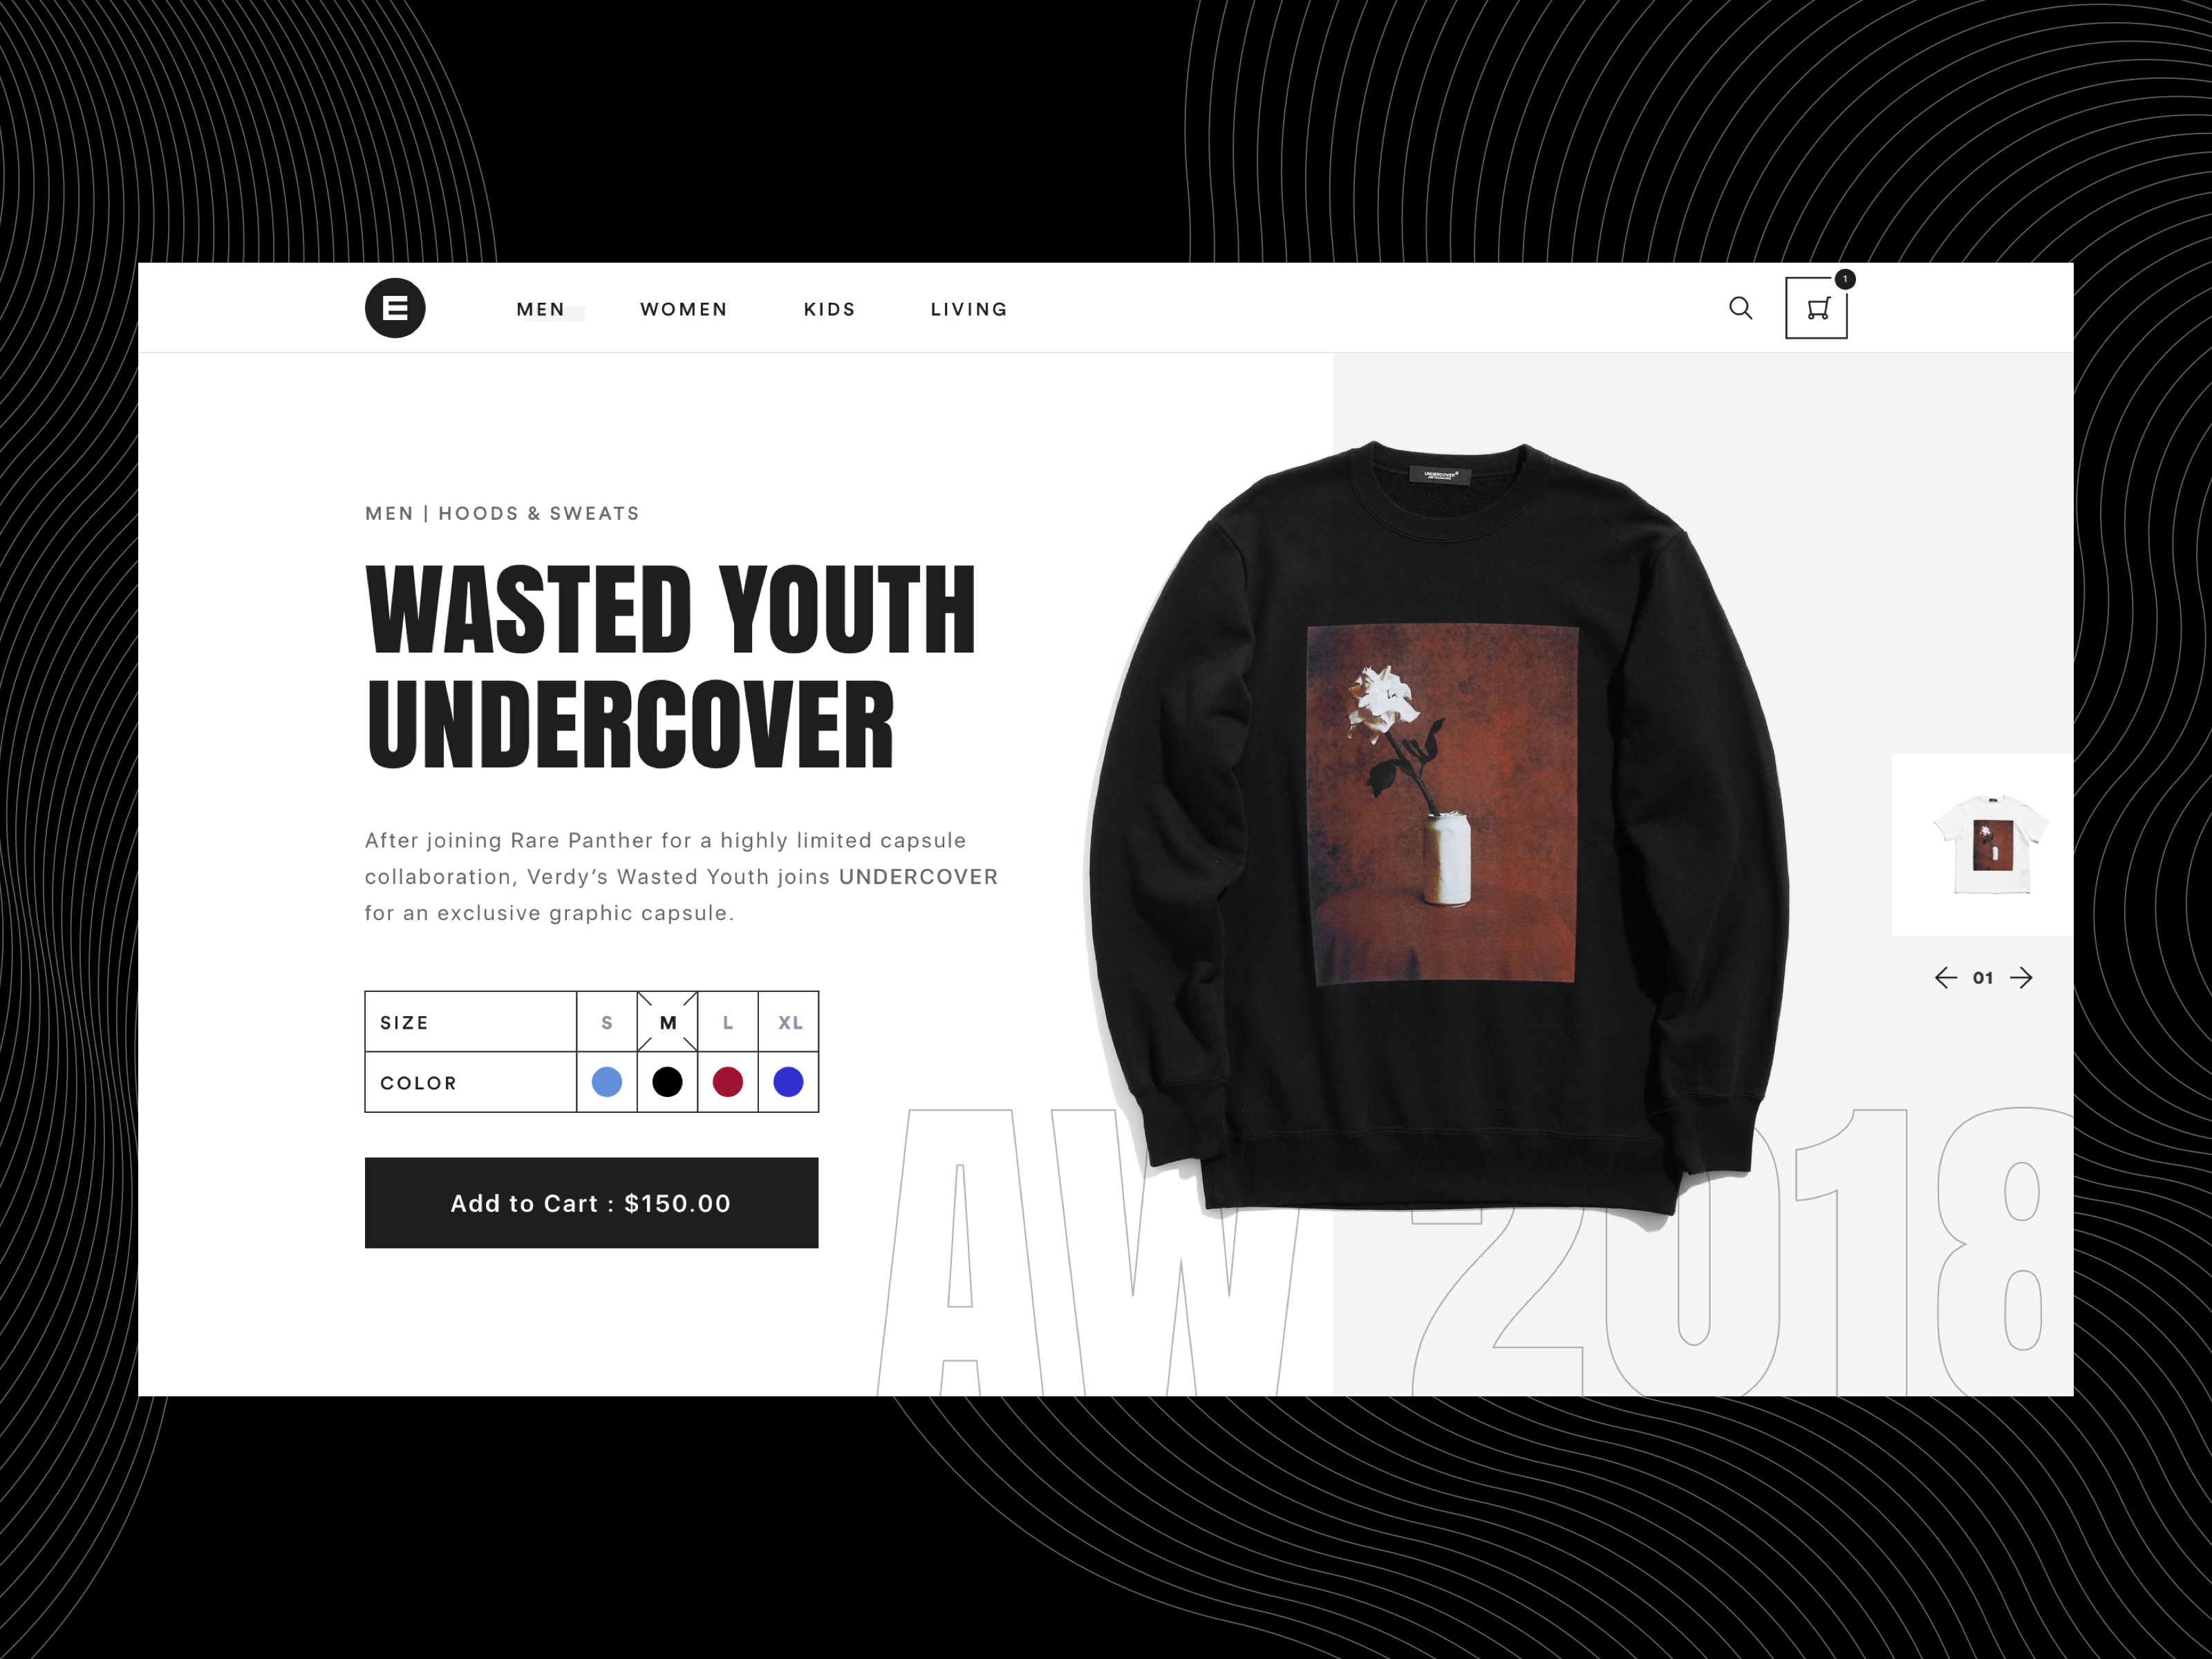 E
MEN
WOMEN
KIDS
LIVING
1
MEN | HOODS & SWEATS
WASTED YOUTH
UNDERCOVER
After joining Rare Panther for a highly limited capsule
collaboration, Verdy’s Wasted Youth joins UNDERCOVER
for an exclusive graphic capsule.
SIZE S M L XL
COLOR
Add to Cart : $150.00
UNDERCOVER®
01
AW 2018